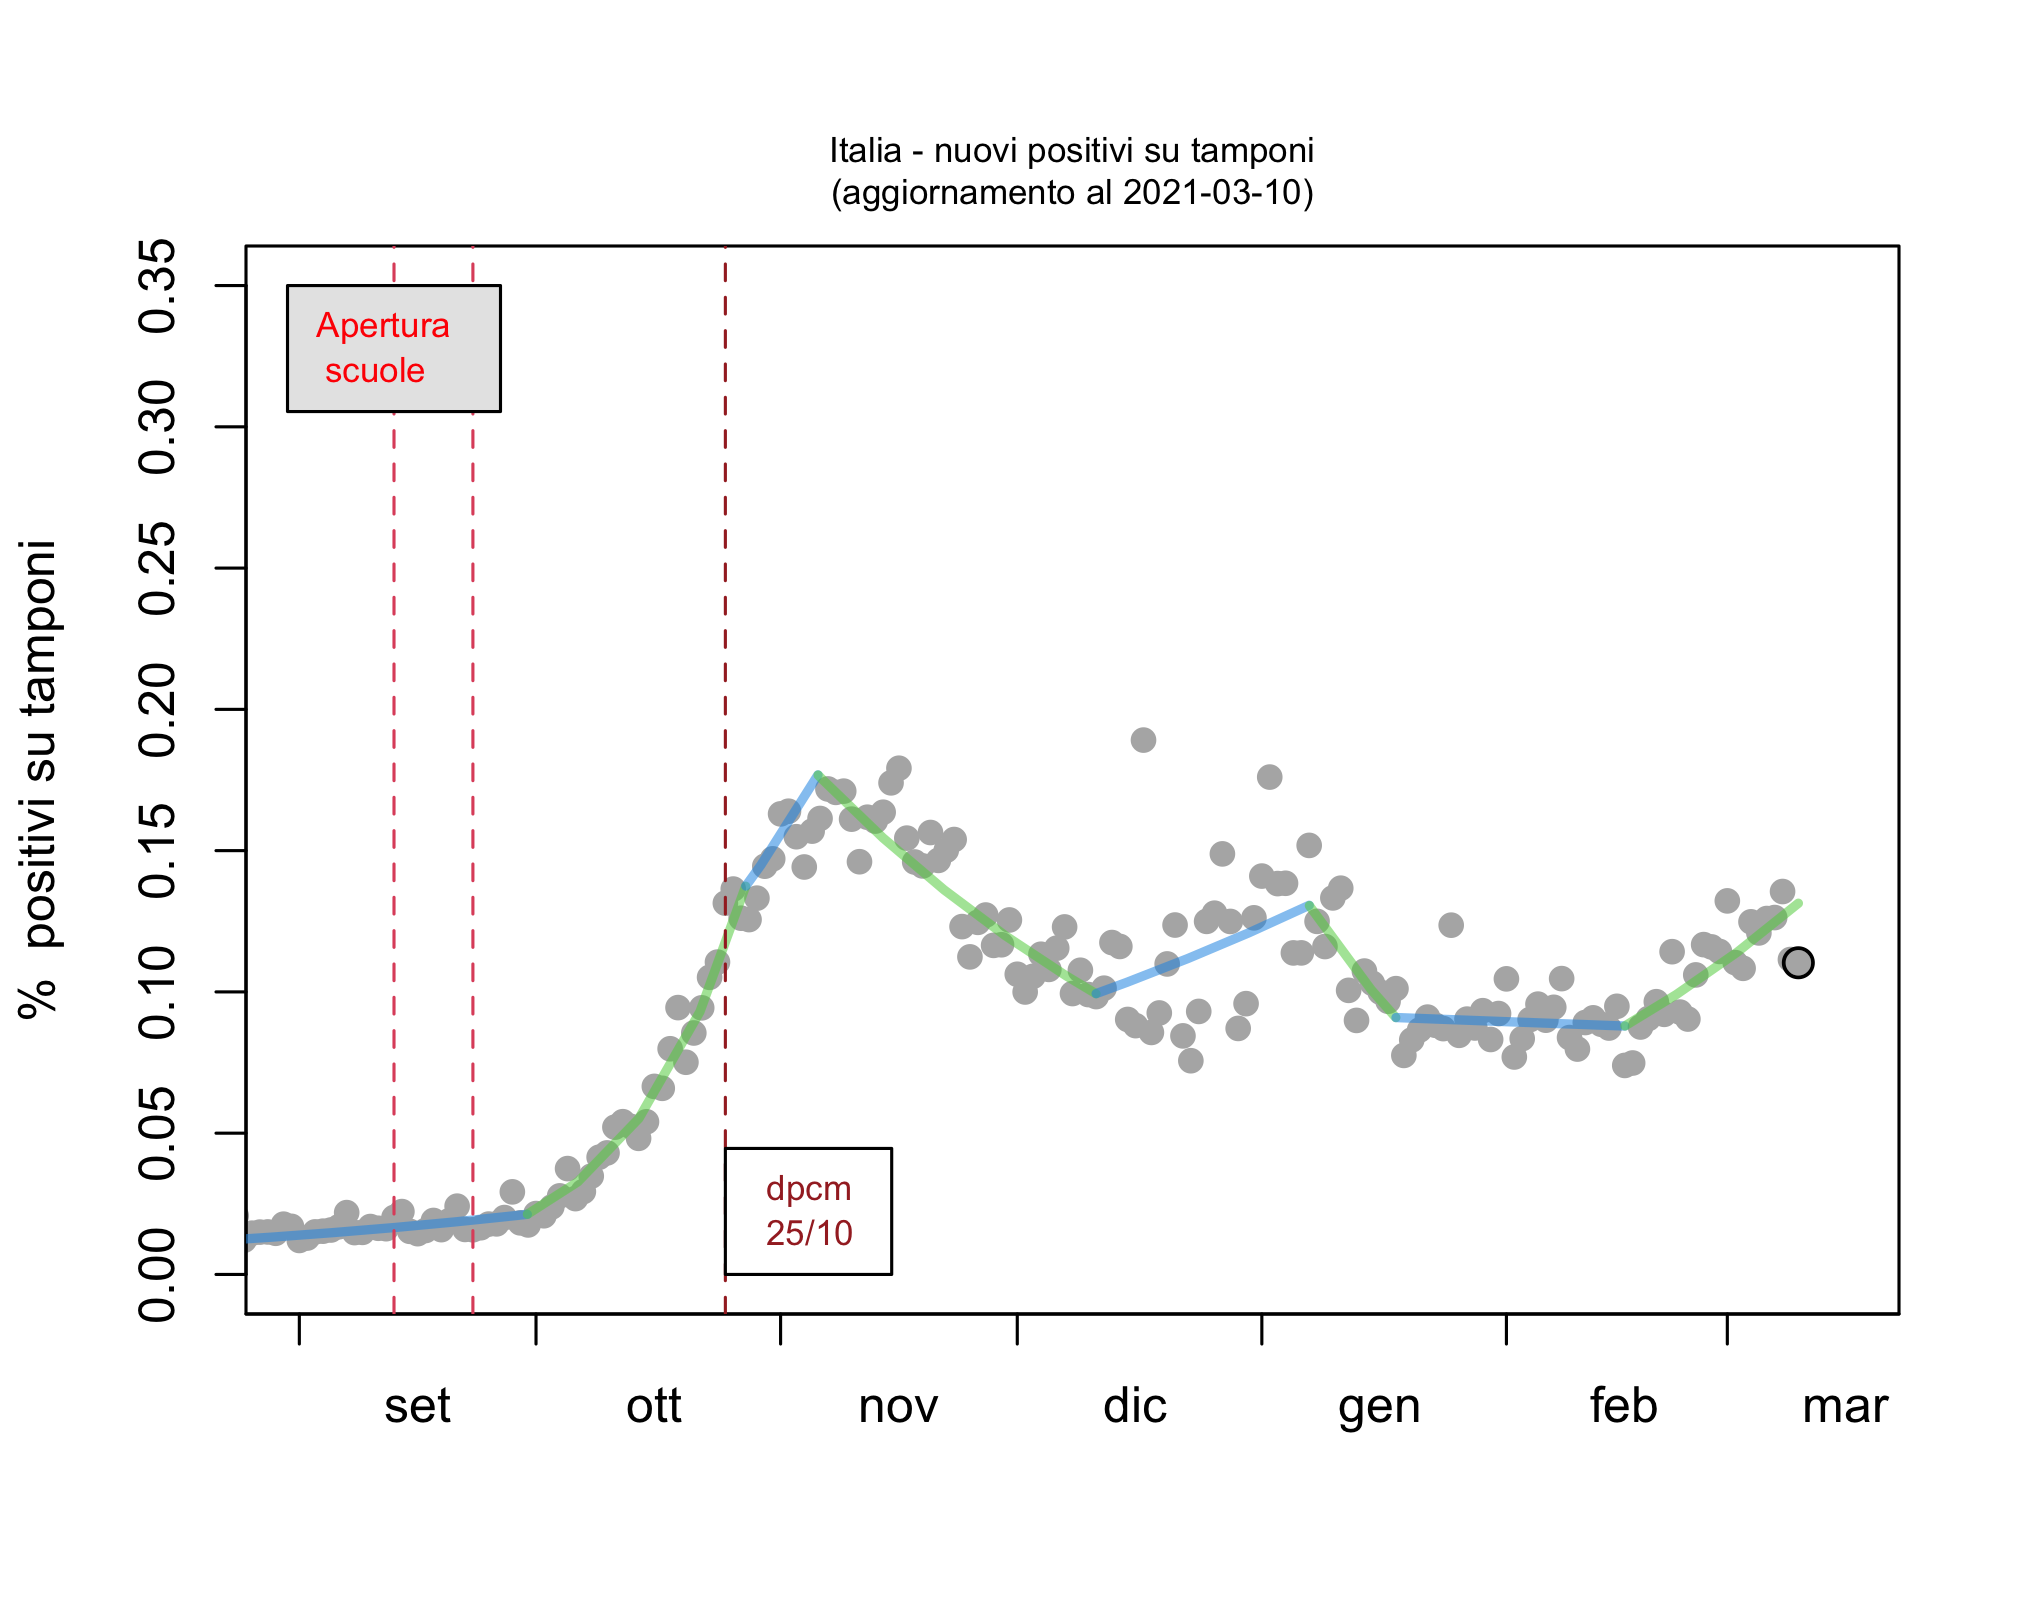 Italia - nuovi positivi su tamponi
(aggiornamento al 2021-03-10)
% positivi su tamponi
0.35
0.30
0.25
0.20
0.15
0.10
0.05
0.00
Apertura
scuole
dpcm
25/10
set ott nov dic gen feb mar